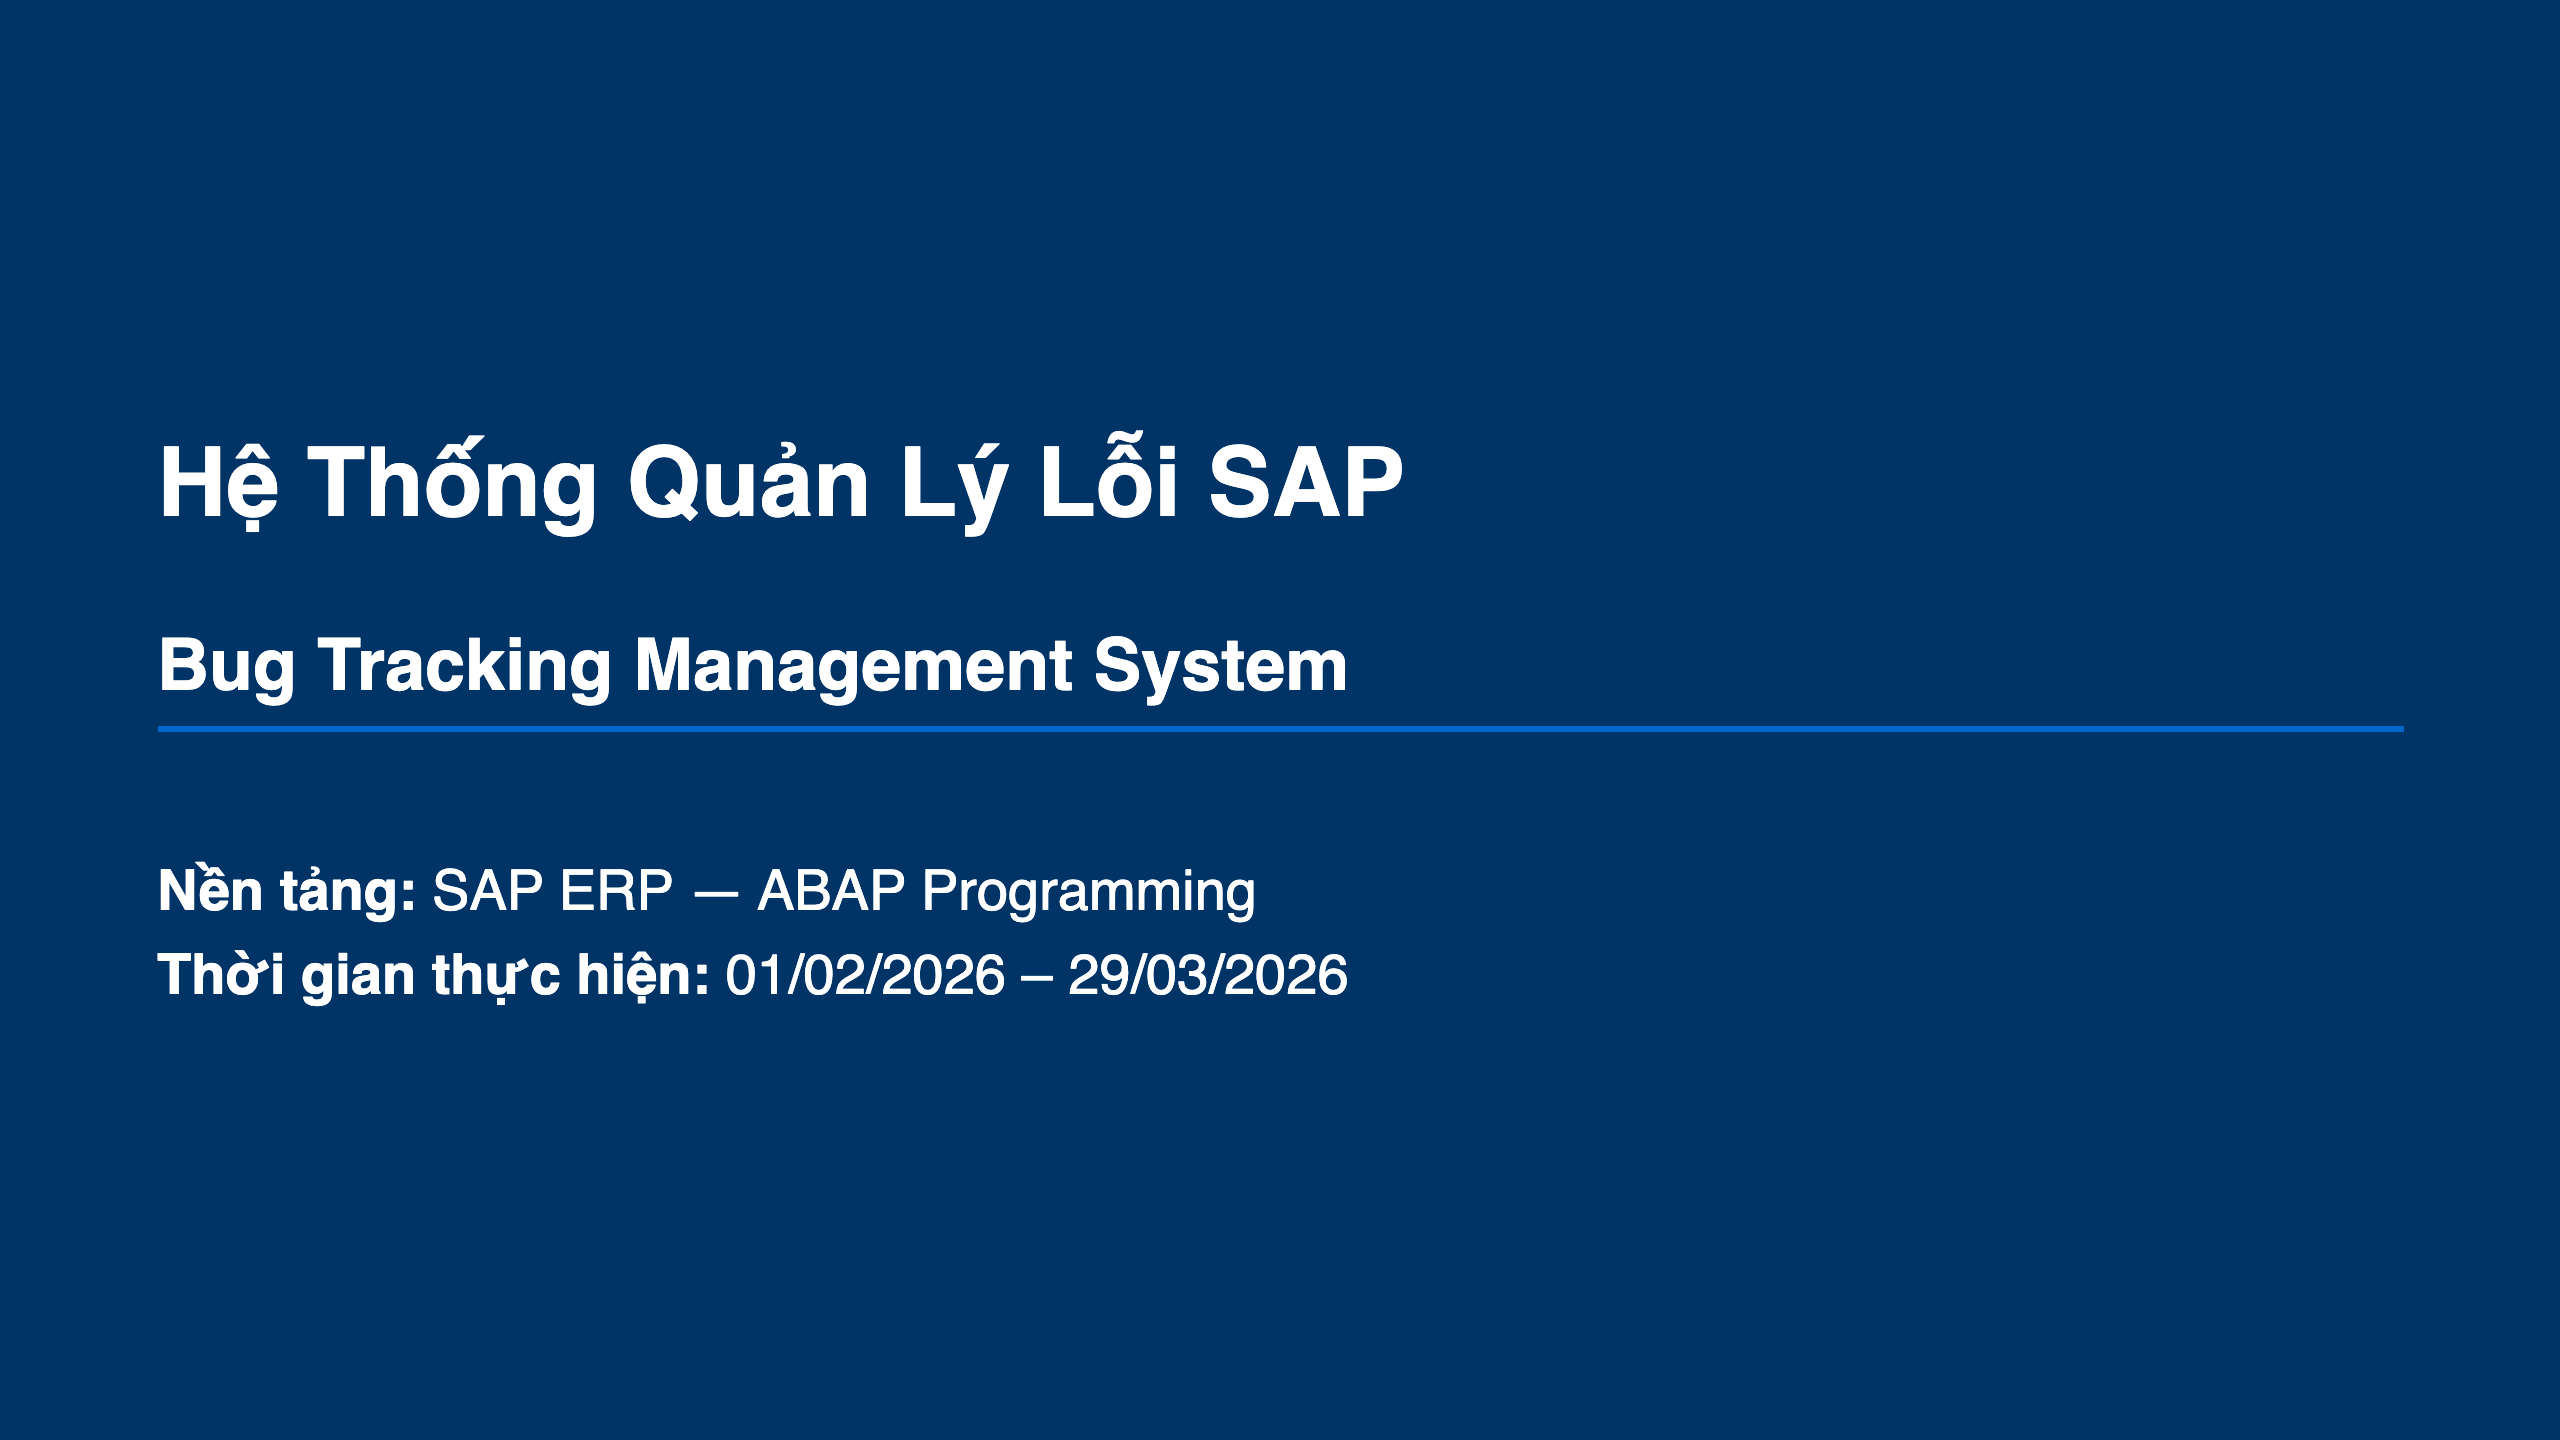 Hệ Thống Quản Lý Lỗi SAP
Bug Tracking Management System
Nền tảng: SAP ERP — ABAP Programming
Thời gian thực hiện: 01/02/2026 – 29/03/2026